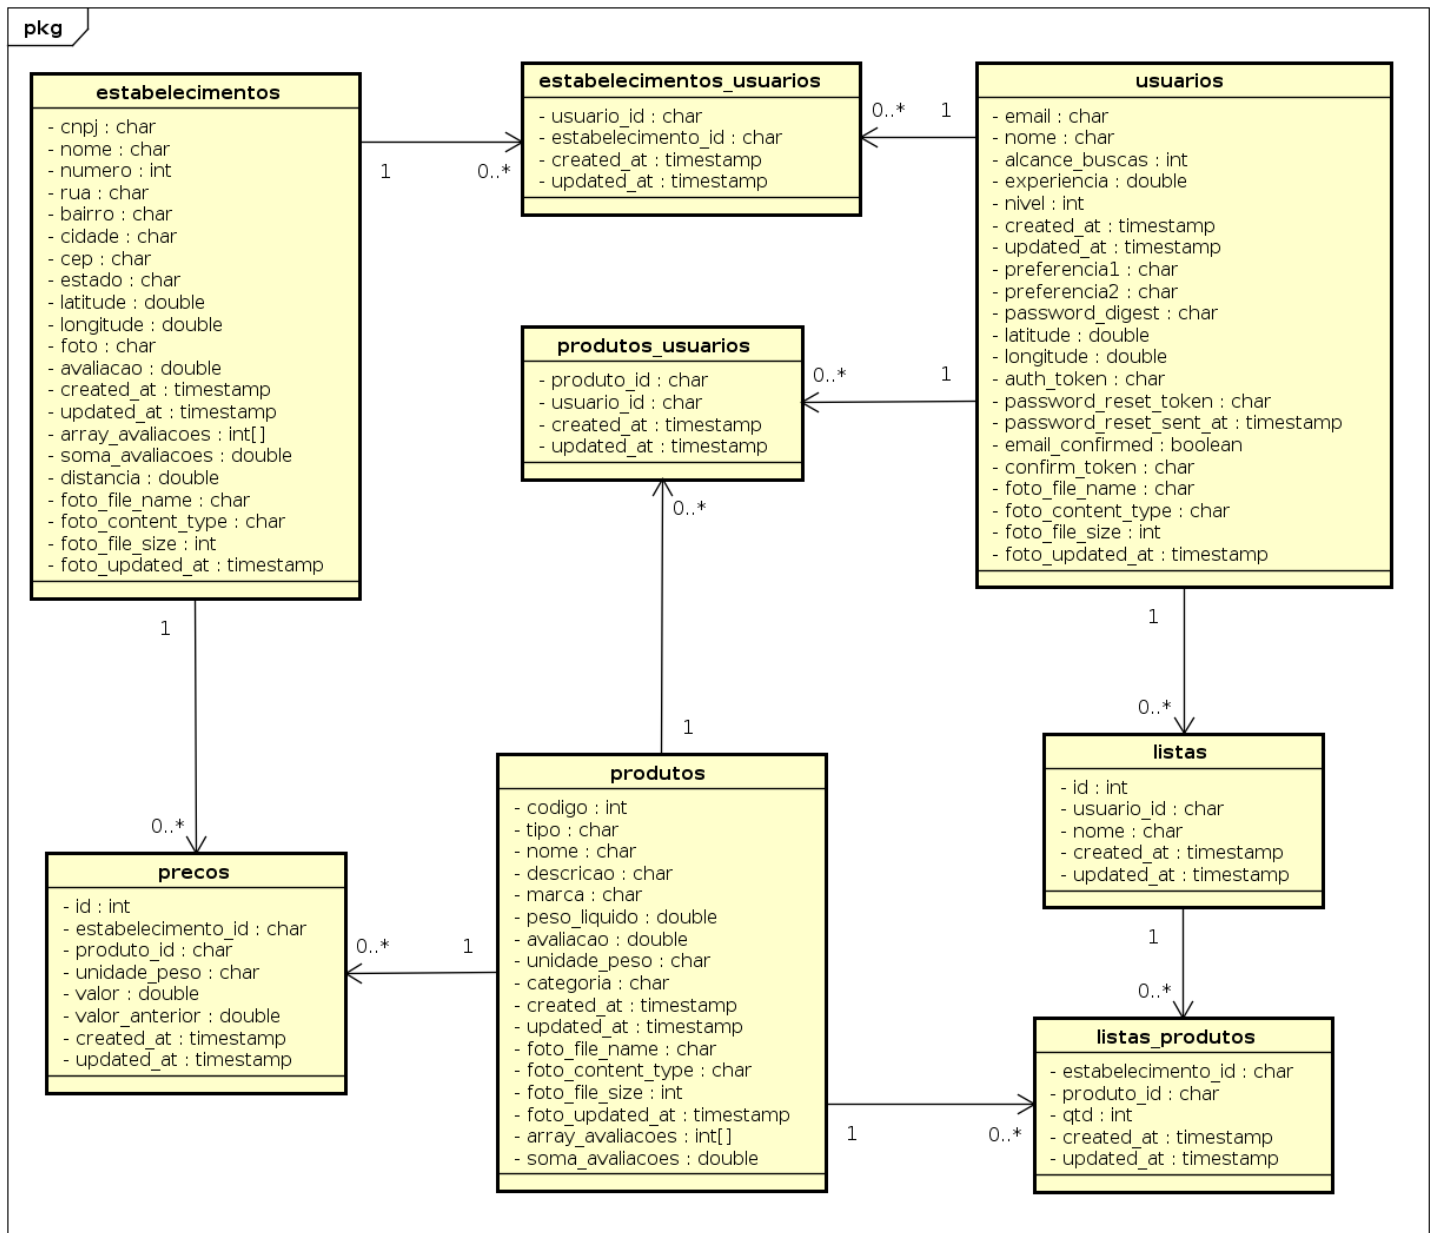 pkg
estabelecimentos
- cnpj : char
- nome : char
- numero : int
- rua : char
- bairro : char
- cidade : char
- cep : char
- estado : char
- latitude : double
- longitude : double
- foto : char
- avaliacao : double
- created_at : timestamp
- updated_at : timestamp
- array_avaliacoes : int[]
- soma_avaliacoes : double
- distancia : double
- foto_file_name : char
- foto_content_type : char
- foto_file_size : int
- foto_updated_at : timestamp
1
0..*
estabelecimentos_usuarios
- usuario_id : char
- estabelecimento_id : char
- created_at : timestamp
- updated_at : timestamp
0..*
1
usuarios
- email : char
- nome : char
- alcance_buscas : int
- experiencia : double
- nivel : int
- created_at : timestamp
- updated_at : timestamp
- preferencia1 : char
- preferencia2 : char
- password_digest : char
- latitude : double
- longitude : double
- auth_token : char
- password_reset_token : char
- password_reset_sent_at : timestamp
- email_confirmed : boolean
- confirm_token : char
- foto_file_name : char
- foto_content_type : char
- foto_file_size : int
- foto_updated_at : timestamp
produtos_usuarios
- produto_id : char
- usuario_id : char
- created_at : timestamp
- updated_at : timestamp
0..*
1
0..*
1
1
0..*
1
0..*
precos
- id : int
- estabelecimento_id : char
- produto_id : char
- unidade_peso : char
- valor : double
- valor_anterior : double
- created_at : timestamp
- updated_at : timestamp
0..*
1
produtos
- codigo : int
- tipo : char
- nome : char
- descricao : char
- marca : char
- peso_liquido : double
- avaliacao : double
- unidade_peso : char
- categoria : char
- created_at : timestamp
- updated_at : timestamp
- foto_file_name : char
- foto_content_type : char
- foto_file_size : int
- foto_updated_at : timestamp
- array_avaliacoes : int[]
- soma_avaliacoes : double
1
0..*
listas
- id : int
- usuario_id : char
- nome : char
- created_at : timestamp
- updated_at : timestamp
1
0..*
listas_produtos
- estabelecimento_id : char
- produto_id : char
- qtd : int
- created_at : timestamp
- updated_at : timestamp